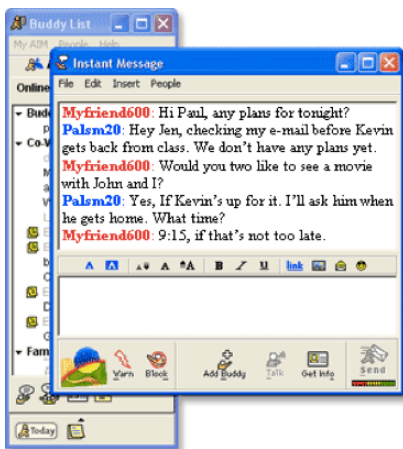 Buddy List
My AIM People Help
Instant Message
File Edit Insert People
Online
Myfriend600: Hi Paul, any plans for tonight?
Palsm20: Hey Jen, checking my e-mail before Kevin
gets back from class. We don't have any plans yet.
Myfriend600: Would you two like to see a movie
with John and I?
Palsm20: Yes, If Kevin's up for it. I'll ask him when
he gets home. What time?
Myfriend600: 9:15, if that's not too late.
A A A A A B I U link
Warn Block Add Buddy Talk Get Info Send
Today